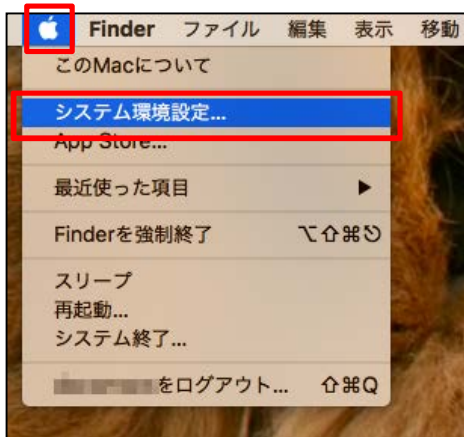 Finder ファイル 編集 表示 移動
このMacについて
システム環境設定...
App Store...
最近使った項目 ▶
Finderを強制終了 ⌥⇧⌘⎋
スリープ
再起動...
システム終了...
をログアウト... ⇧⌘Q